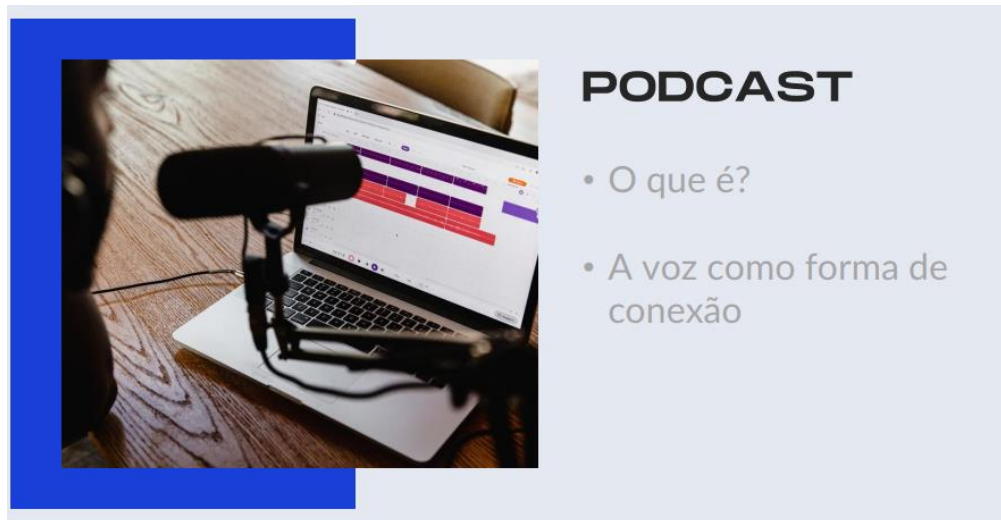 PODCAST
• O que é?
• A voz como forma de
conexão